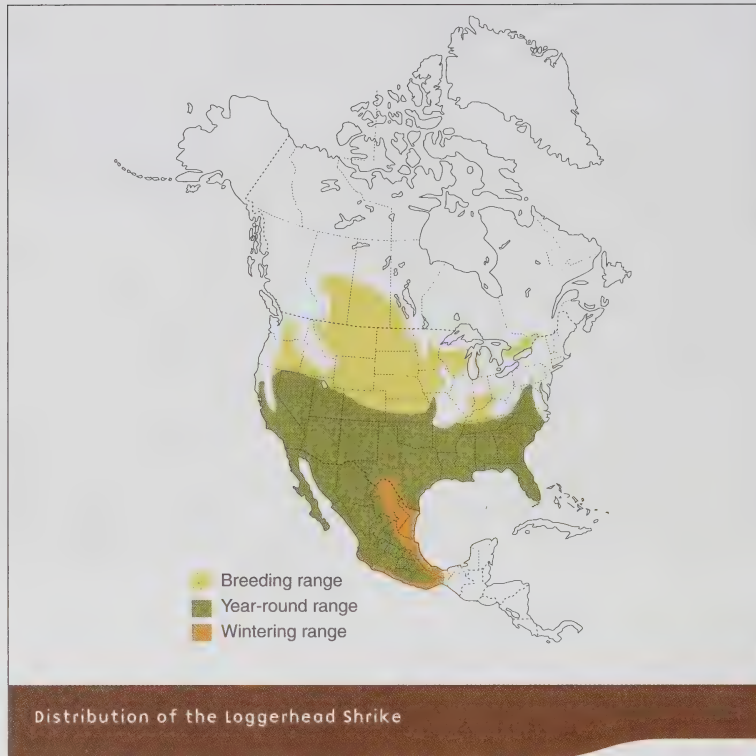 Breeding range
Year-round range
Wintering range
Distribution of the Loggerhead Shrike